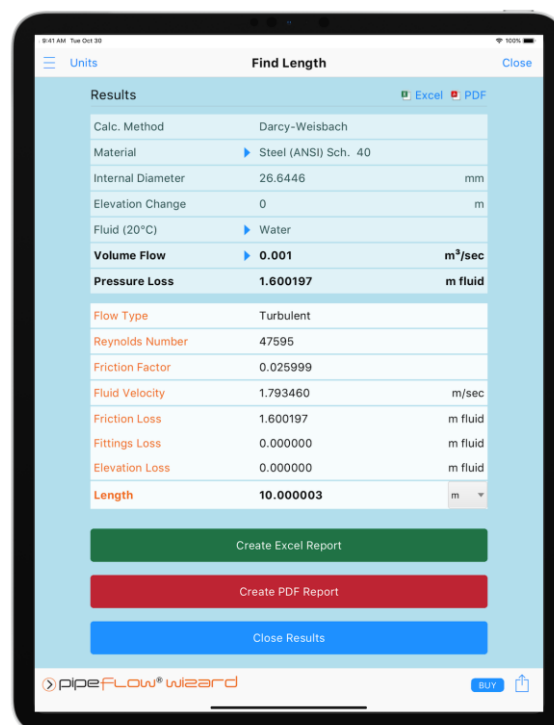 9:41 AM Tue Oct 30 100%
Units Find Length Close
Results Excel PDF
Calc. Method Darcy-Weisbach
Material Steel (ANSI) Sch. 40
Internal Diameter 26.6446 mm
Elevation Change 0 m
Fluid (20°C) Water
Volume Flow 0.001 m³/sec
Pressure Loss 1.600197 m fluid
Flow Type Turbulent
Reynolds Number 47595
Friction Factor 0.025999
Fluid Velocity 1.793460 m/sec
Friction Loss 1.600197 m fluid
Fittings Loss 0.000000 m fluid
Elevation Loss 0.000000 m fluid
Length 10.000003 m
Create Excel Report
Create PDF Report
Close Results
pipeflow® wizard BUY